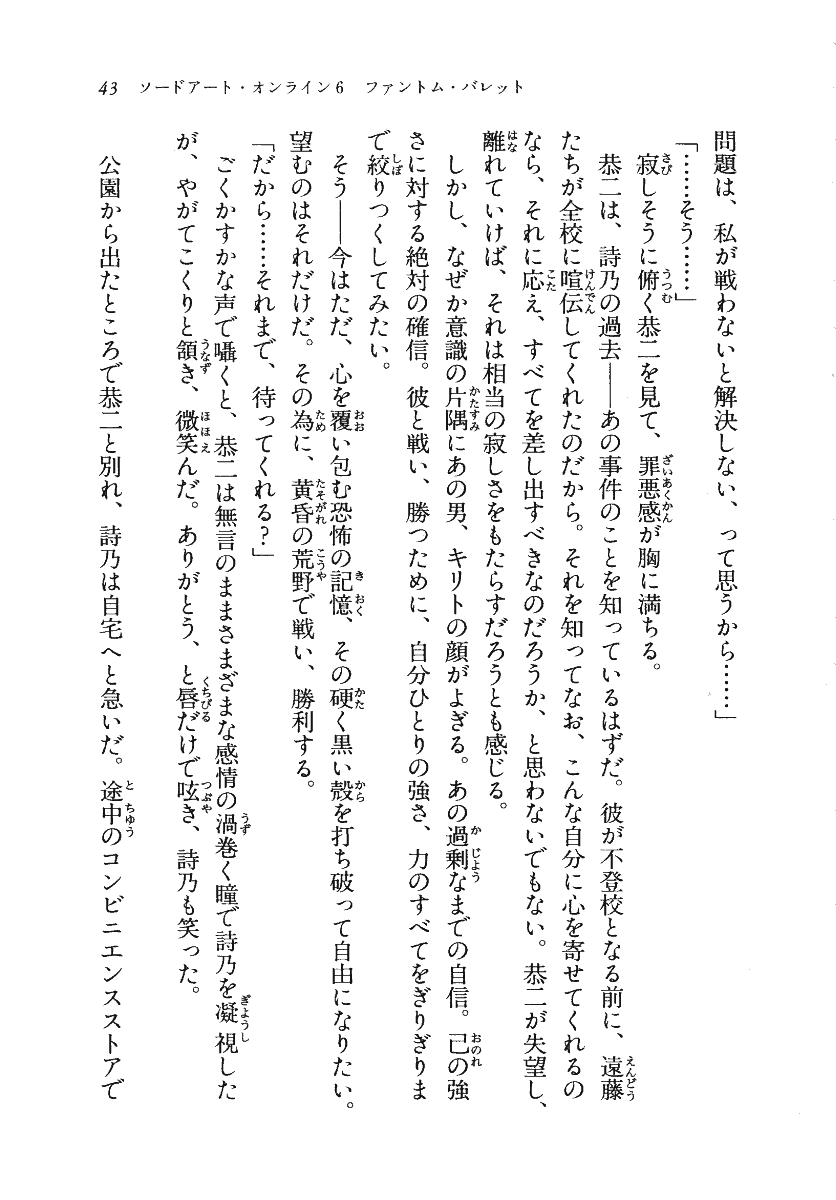 43 ソードアート・オンライン6 ファントム・バレット
問題は、私が戦わないと解決しない、って思うから……」
「……そう……」
寂しそうに俯く恭二を見て、罪悪感が胸に満ちる。
恭二は、詩乃の過去――あの事件のことを知っているはずだ。彼が不登校となる前に、遠藤
たちが全校に喧伝してくれたのだから。それを知ってなお、こんな自分に心を寄せてくれるの
なら、それに応え、すべてを差し出すべきなのだろうか、と思わないでもない。恭二が失望し、
離れていけば、それは相当の寂しさをもたらすだろうとも感じる。
しかし、なぜか意識の片隅にあの男、キリトの顔がよぎる。あの過剰なまでの自信。己の強
さに対する絶対の確信。彼と戦い、勝つために、自分ひとりの強さ、力のすべてをぎりぎりま
で絞りつくしてみたい。
そう――今はただ、心を覆い包む恐怖の記憶、その硬く黒い殻を打ち破って自由になりたい。
望むのはそれだけだ。その為に、黄昏の荒野で戦い、勝利する。
「だから……それまで、待ってくれる?」
ごくかすかな声で囁くと、恭二は無言のままさまざまな感情の渦巻く瞳で詩乃を凝視した
が、やがてこくりと頷き、微笑んだ。ありがとう、と唇だけで呟き、詩乃も笑った。
公園から出たところで恭二と別れ、詩乃は自宅へと急いだ。途中のコンビニエンスストアで